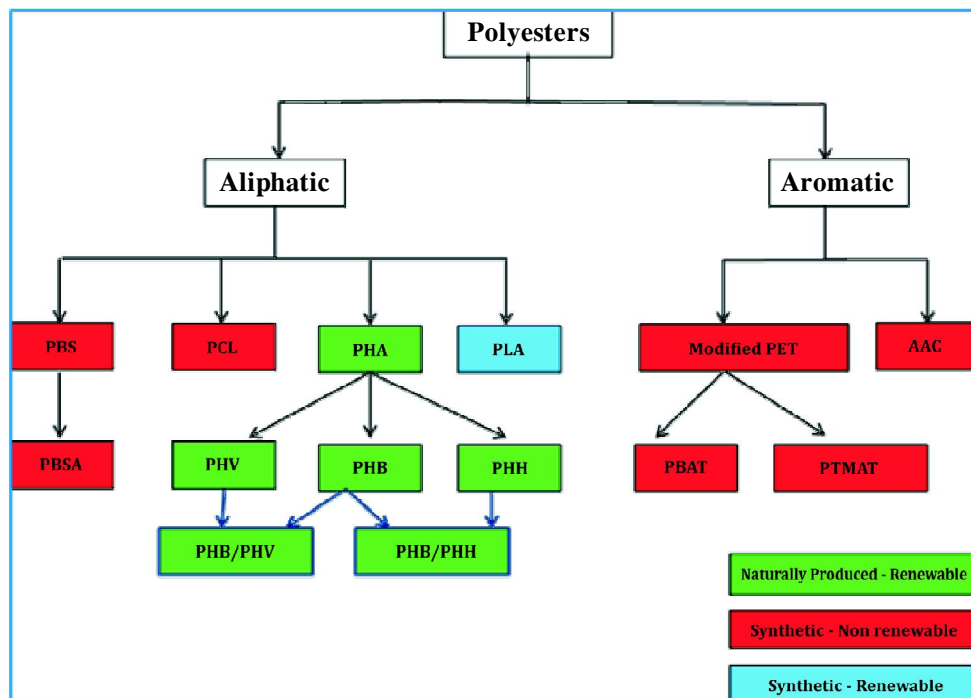 Polyesters
Aliphatic
Aromatic
PBS
PCL
PHA
PLA
Modified PET
AAC
PBSA
PHV
PHB
PHH
PBAT
PTMAT
PHB/PHV
PHB/PHH
Naturally Produced - Renewable
Synthetic - Non renewable
Synthetic - Renewable